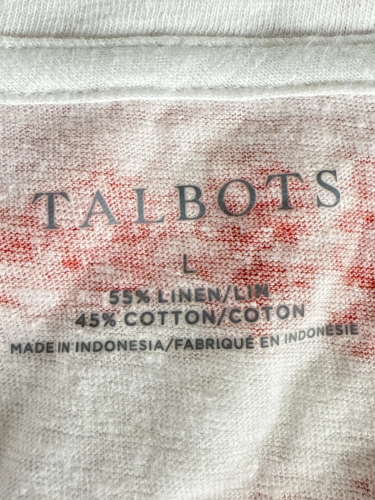 TALBOTS
L
55% LINEN/LIN
45% COTTON/COTON
MADE IN INDONESIA/FABRIQUÉ EN INDONÉSIE